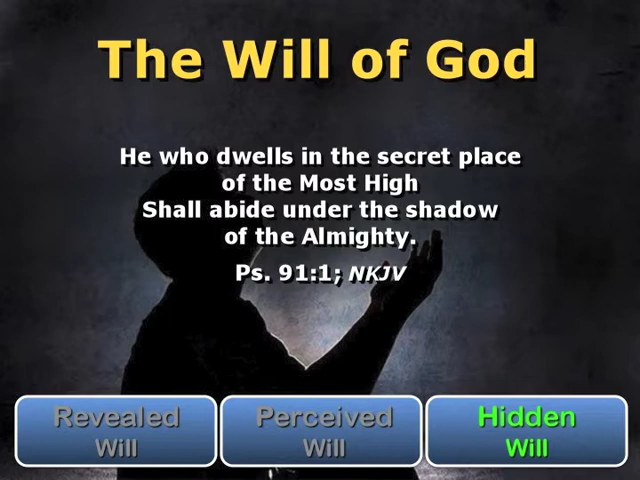 The Will of God
He who dwells in the secret place
of the Most High
Shall abide under the shadow
of the Almighty.
Ps. 91:1; NKJV
Revealed
Will
Perceived
Will
Hidden
Will